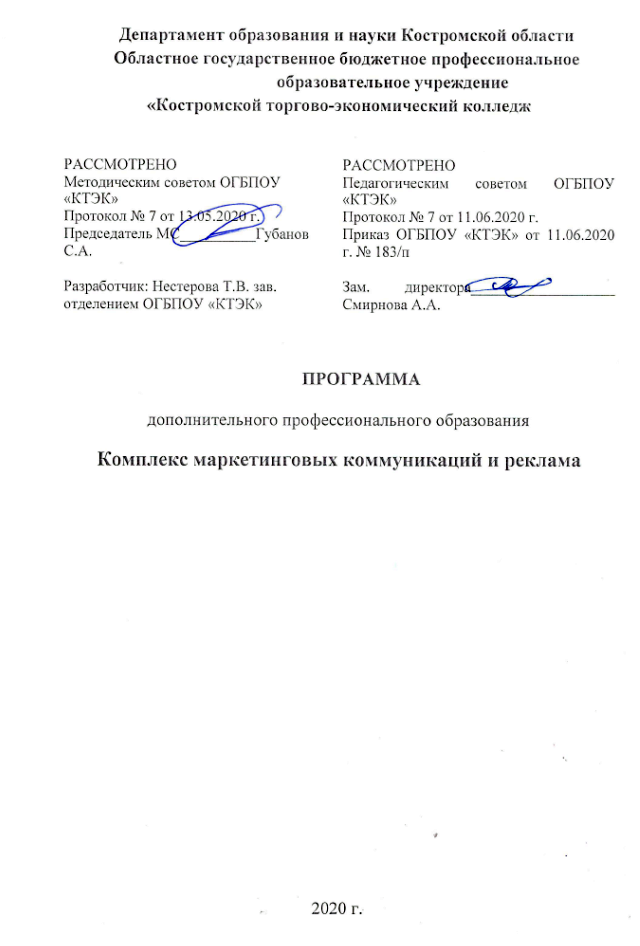 Департамент образования и науки Костромской области
Областное государственное бюджетное профессиональное
образовательное учреждение
«Костромской торгово-экономический колледж
РАССМОТРЕНО
Методическим советом ОГБПОУ
«КТЭК»
Протокол № 7 от 13.05.2020 г.
Председатель МС__________Губанов
С.А.
Разработчик: Нестерова Т.В. зав.
отделением ОГБПОУ «КТЭК»
РАССМОТРЕНО
Педагогическим советом ОГБПОУ
«КТЭК»
Протокол № 7 от 11.06.2020 г.
Приказ ОГБПОУ «КТЭК» от 11.06.2020
г. № 183/п
Зам. директора___________________
Смирнова А.А.
ПРОГРАММА
дополнительного профессионального образования
Комплекс маркетинговых коммуникаций и реклама
2020 г.